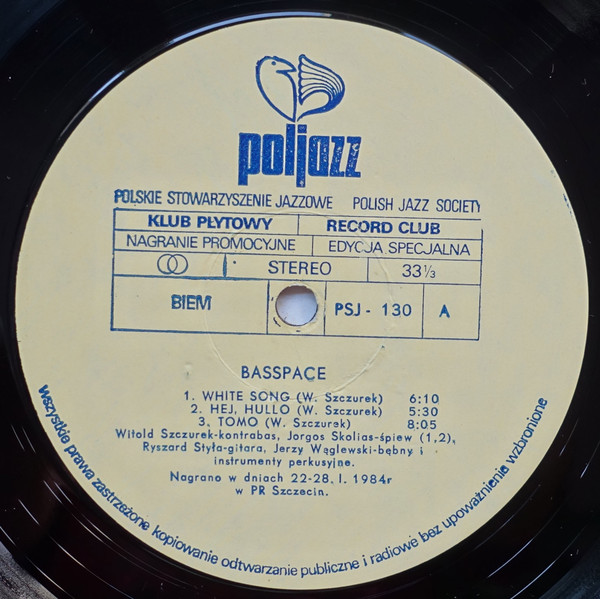 poljazz
POLSKIE STOWARZYSZENIE JAZZOWE POLISH JAZZ SOCIETY
KLUB PŁYTOWY RECORD CLUB
NAGRANIE PROMOCYJNE EDYCJA SPECJALNA
STEREO 33 1/3
BIEM PSJ - 130 A
BASSPACE
1. WHITE SONG (W. Szczurek) 6:10
2. HEJ, HULLO (W. Szczurek) 5:30
3. TOMO (W. Szczurek) 8:05
Witold Szczurek-kontrabas, Jorgos Skolias-śpiew (1,2),
Ryszard Styła-gitara, Jerzy Węglewski-bębny i
instrumenty perkusyjne.
Nagrano w dniach 22-28. I. 1984r
w PR Szczecin.
Wszystkie prawa zastrzeżone kopiowanie odtwarzanie publiczne i radiowe bez upoważnienia wzbronione